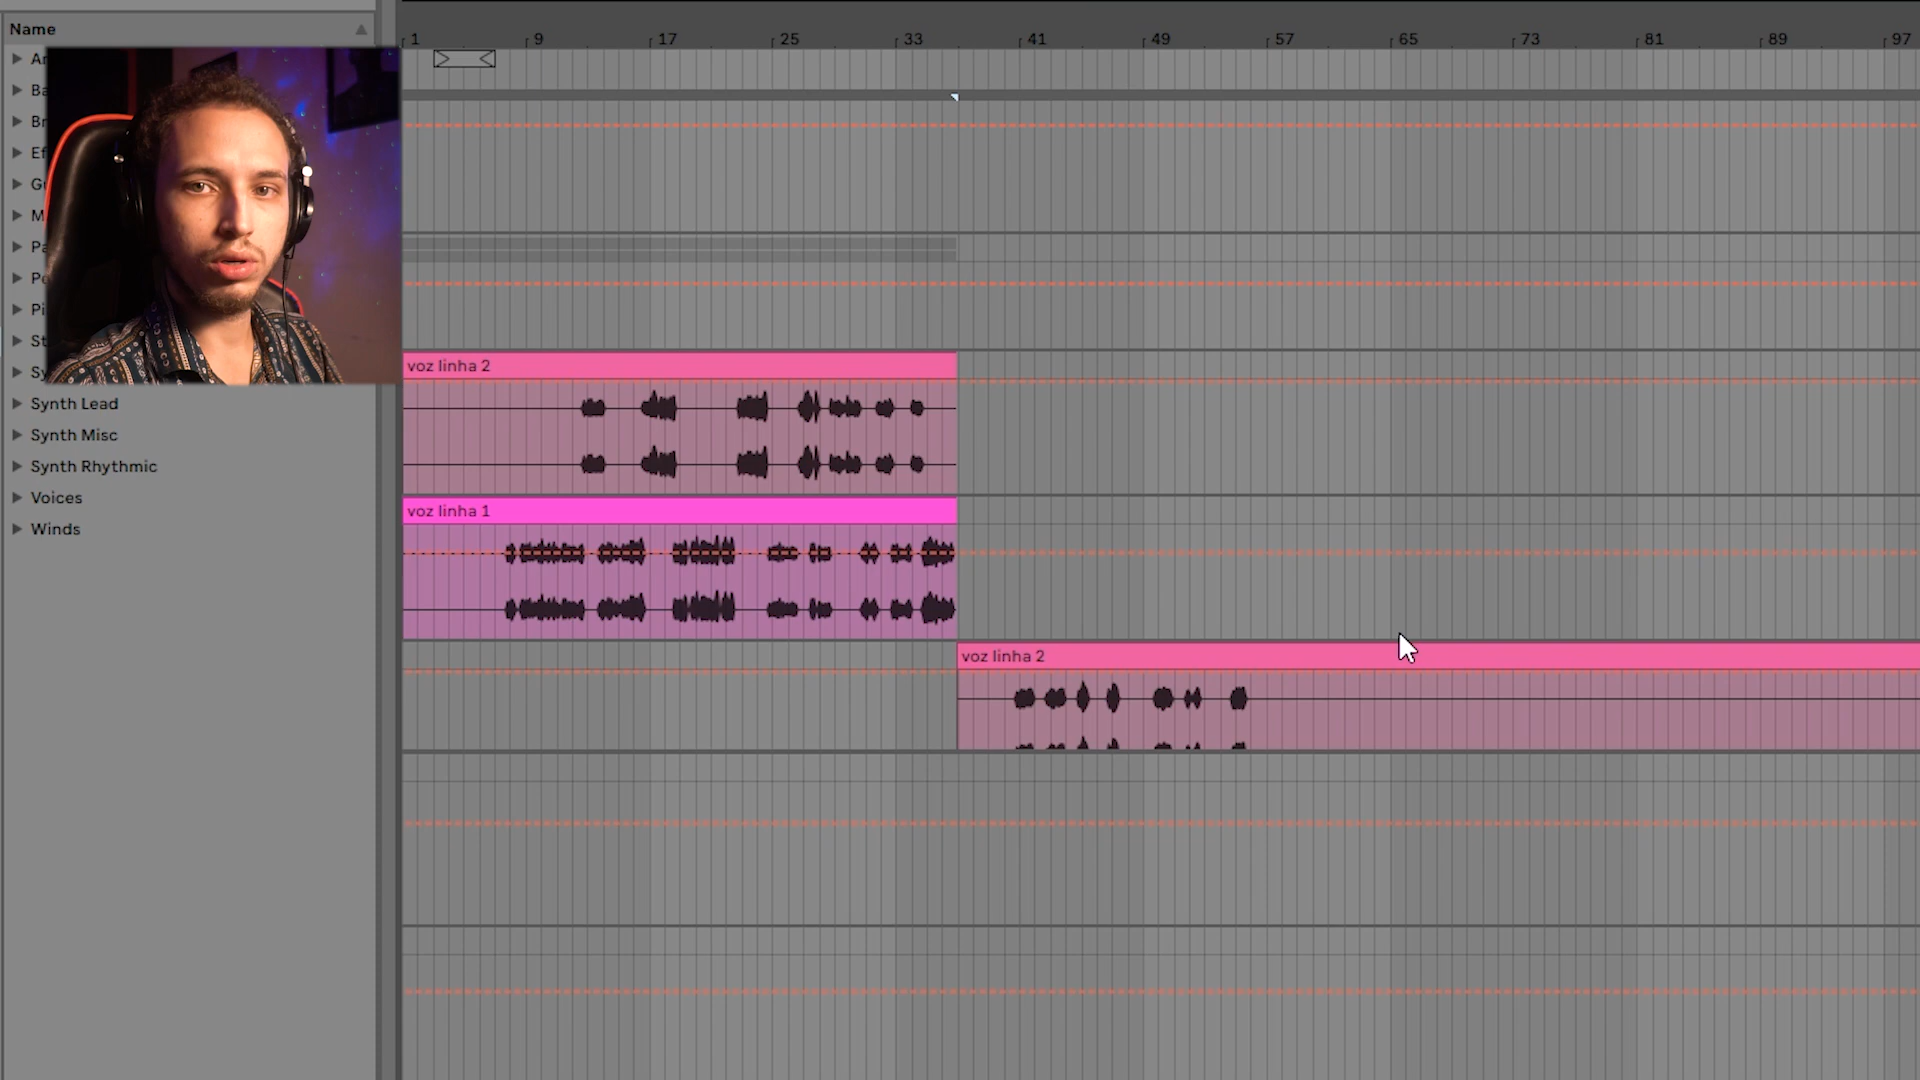 Name
1 9 17 25 33 41 49 57 65 73 81 89 97
Synth Lead
Synth Misc
Synth Rhythmic
Voices
Winds
voz linha 2
voz linha 1
voz linha 2